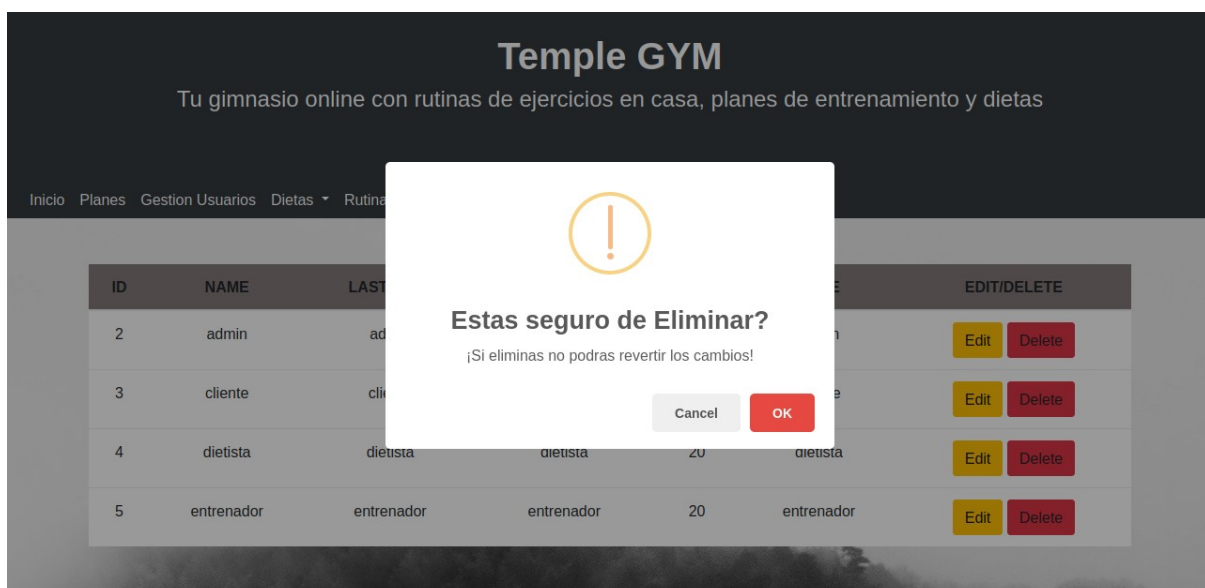 Temple GYM
Tu gimnasio online con rutinas de ejercicios en casa, planes de entrenamiento y dietas
Inicio Planes Gestion Usuarios Dietas
ID NAME EDIT/DELETE
Estas seguro de Eliminar?
¡Si eliminas no podras revertir los cambios!
Cancel OK
2 admin Edit Delete
3 cliente Edit Delete
4 dietista dietista dietista 20 dietista Edit Delete
5 entrenador entrenador entrenador 20 entrenador Edit Delete